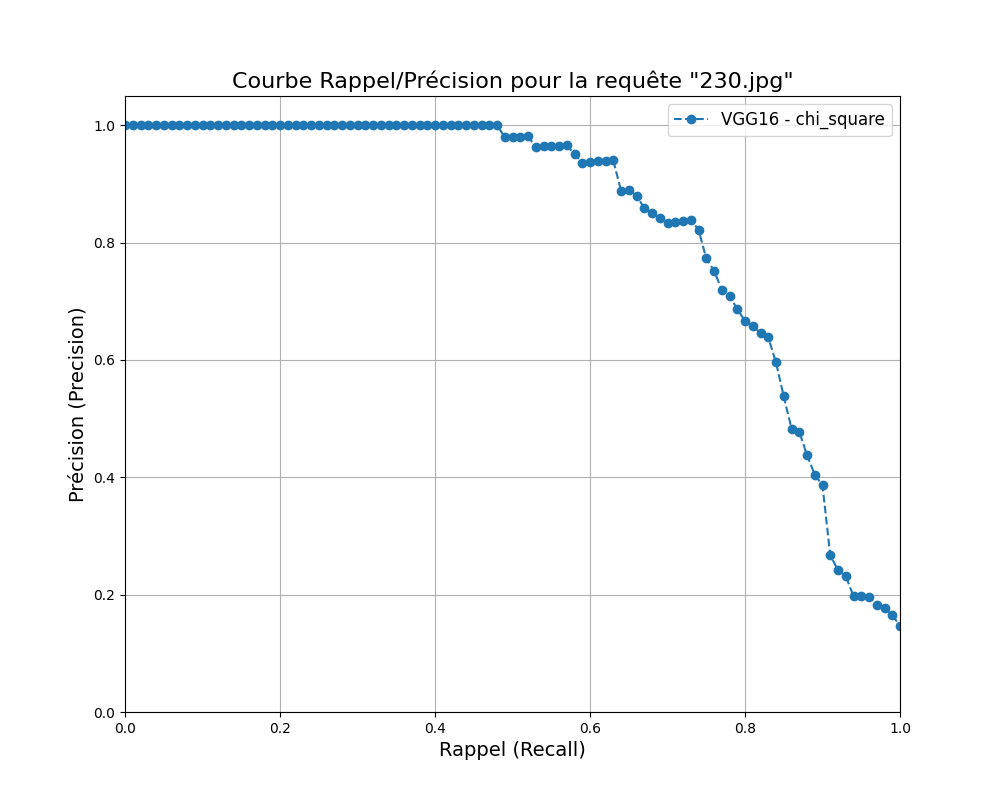 Courbe Rappel/Précision pour la requête "230.jpg"
VGG16 - chi_square
1.0
0.8
0.6
0.4
0.2
0.0
Précision (Precision)
0.0 0.2 0.4 0.6 0.8 1.0
Rappel (Recall)